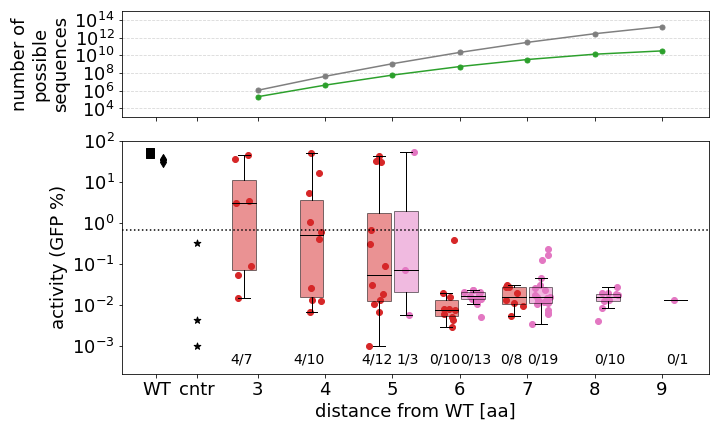 number of
possible
sequences
10^14
10^12
10^10
10^8
10^6
10^4
activity (GFP %)
10^2
10^1
10^0
10^−1
10^−2
10^−3
4/7 4/10 4/12 1/3 0/10 0/13 0/8 0/19 0/10 0/1
WT cntr 3 4 5 6 7 8 9
distance from WT [aa]